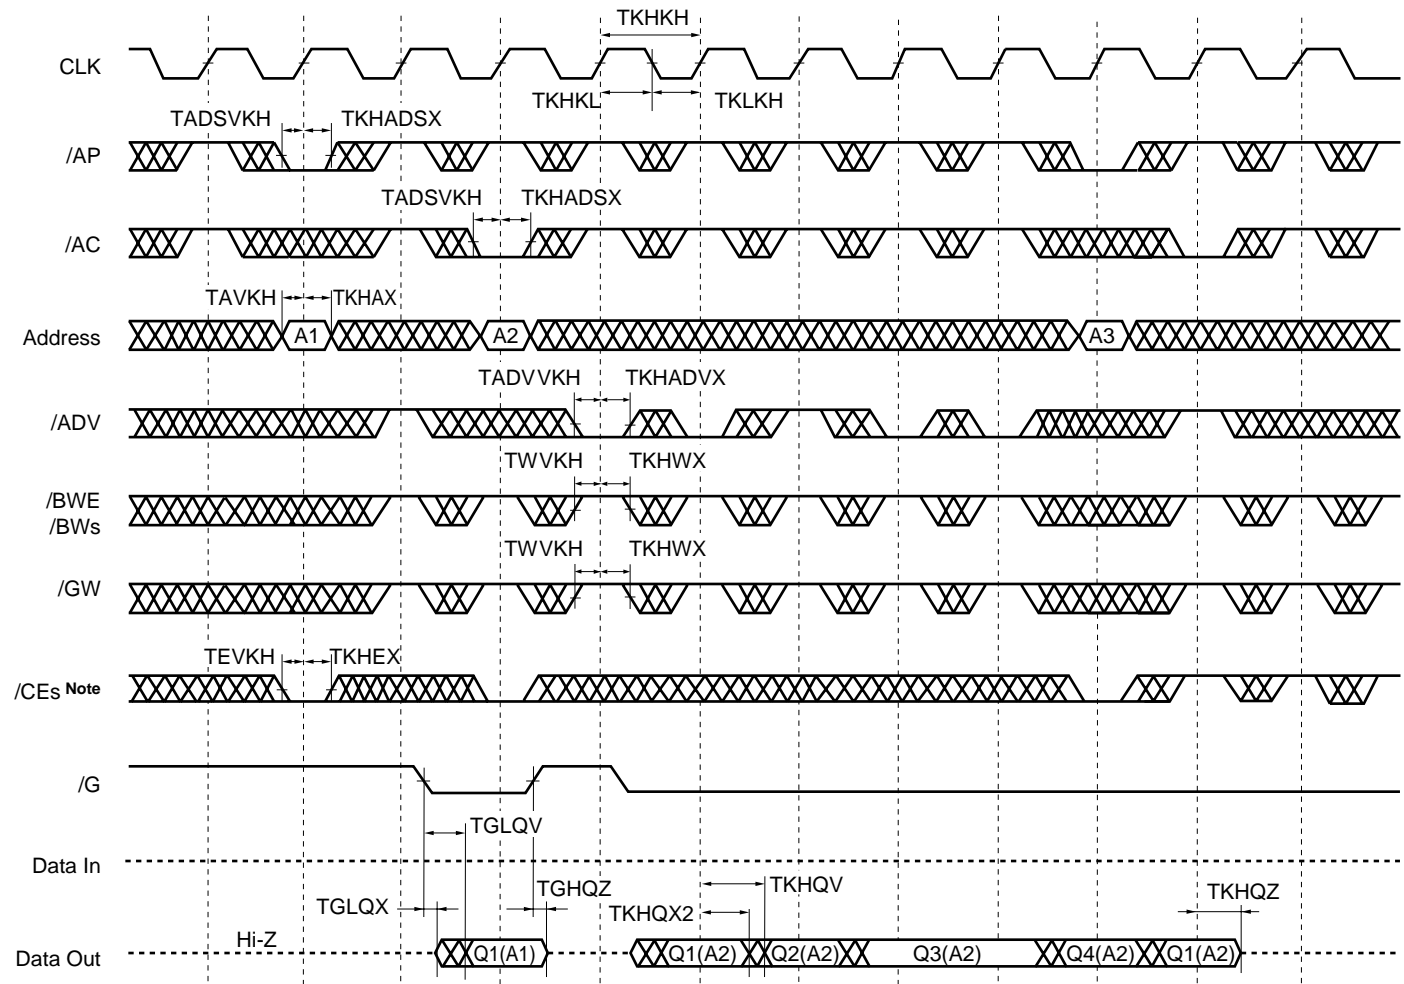 TKHKH
CLK
TKHKL
TKLKH
TADSVKH
TKHADSX
/AP
TADSVKH
TKHADSX
/AC
TAVKH
TKHAX
Address
A1
A2
A3
TADVVKH
TKHADVX
/ADV
TWVKH
TKHWX
/BWE
/BWs
TWVKH
TKHWX
/GW
TEVKH
TKHEX
/CEs Note
/G
TGLQV
Data In
TGLQX
TGHQZ
TKHQV
TKHQX2
TKHQZ
Hi-Z
Data Out
Q1(A1)
Q1(A2)
Q2(A2)
Q3(A2)
Q4(A2)
Q1(A2)